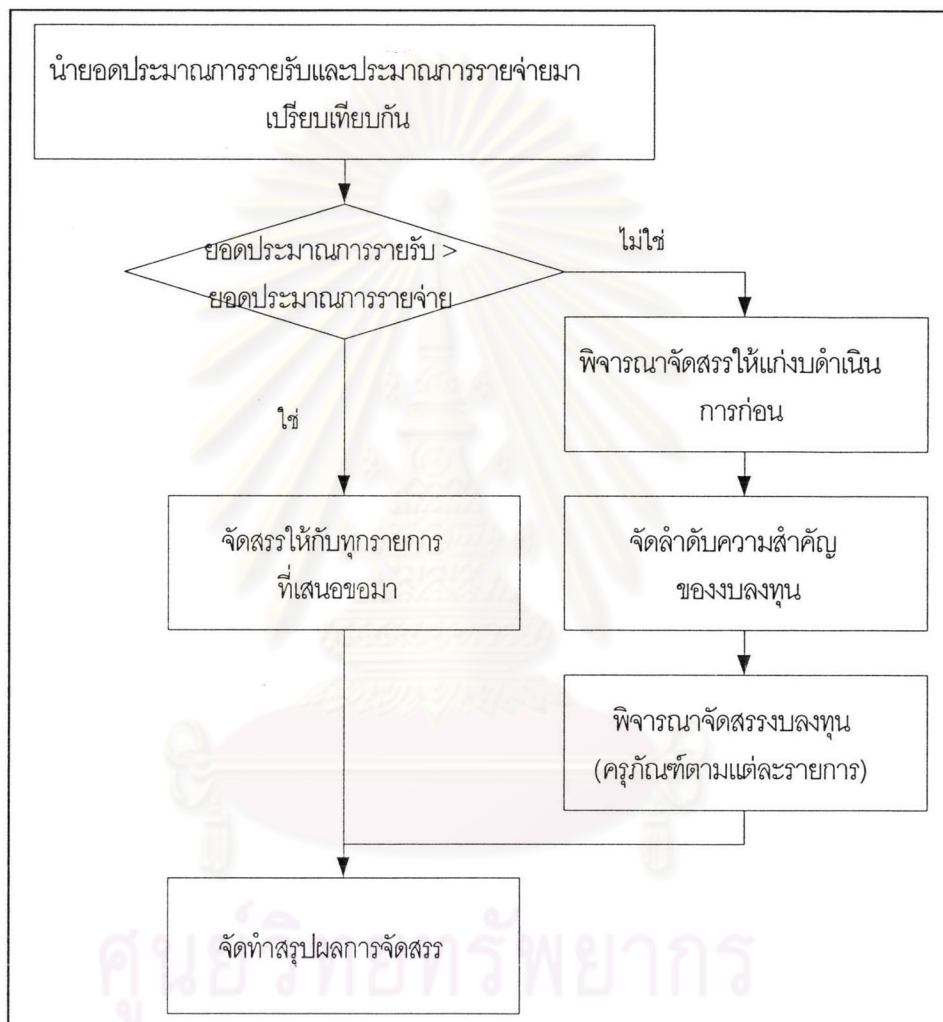 นำยอดประมาณการรายรับและประมาณการรายจ่ายมา
เปรียบเทียบกัน
ยอดประมาณการรายรับ >
ยอดประมาณการรายจ่าย
ไม่ใช่
ใช่
พิจารณาจัดสรรให้แก่งบดำเนิน
การก่อน
จัดสรรให้กับทุกรายการ
ที่เสนอขอมา
จัดลำดับความสำคัญ
ของงบลงทุน
พิจารณาจัดสรรงบลงทุน
(ครุภัณฑ์ตามแต่ละรายการ)
จัดทำสรุปผลการจัดสรร
ศูนย์วิทยทรัพยากร